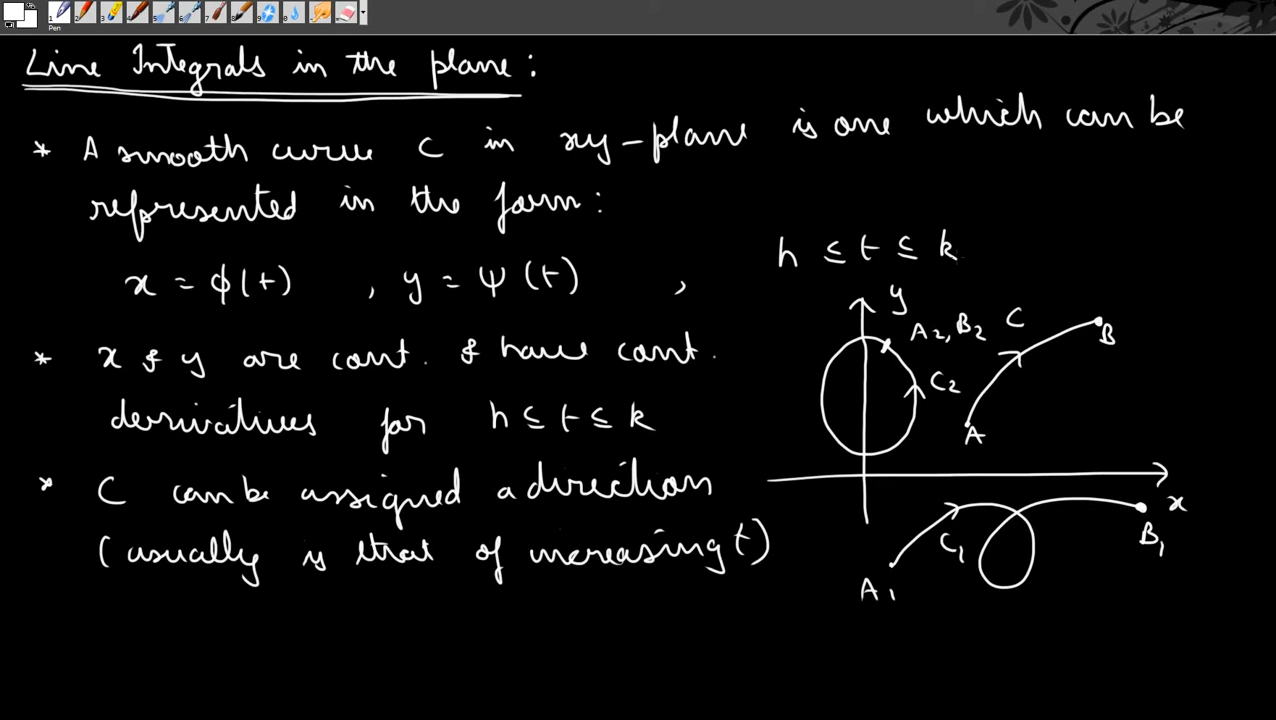 Pen
Line Integrals in the plane :
* A smooth curve C in xy-plane is one which can be
represented in the form :
x = ϕ(t) , y = ψ(t) , h ≤ t ≤ k
* x & y are cont. & have cont.
derivatives for h ≤ t ≤ k
* C can be assigned a direction
(usually is that of increasing t)
y
A2, B2
C
B
C2
A
x
C1
B1
A1